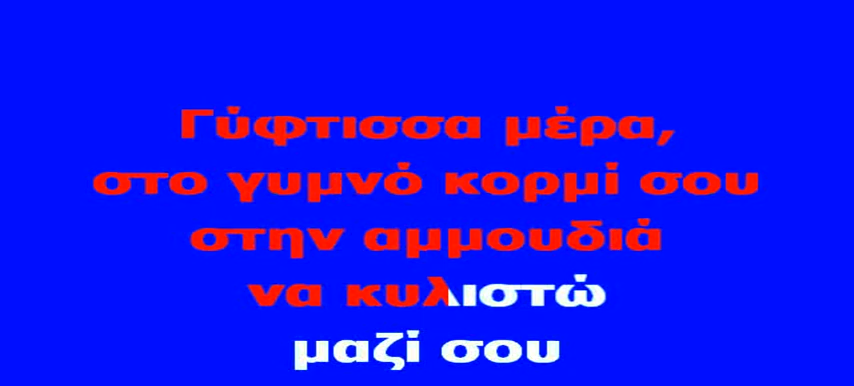 Γύφτισσα μέρα,
στο γυμνό κορμί σου
στην αμμουδιά
να κυλιστώ
μαζί σου